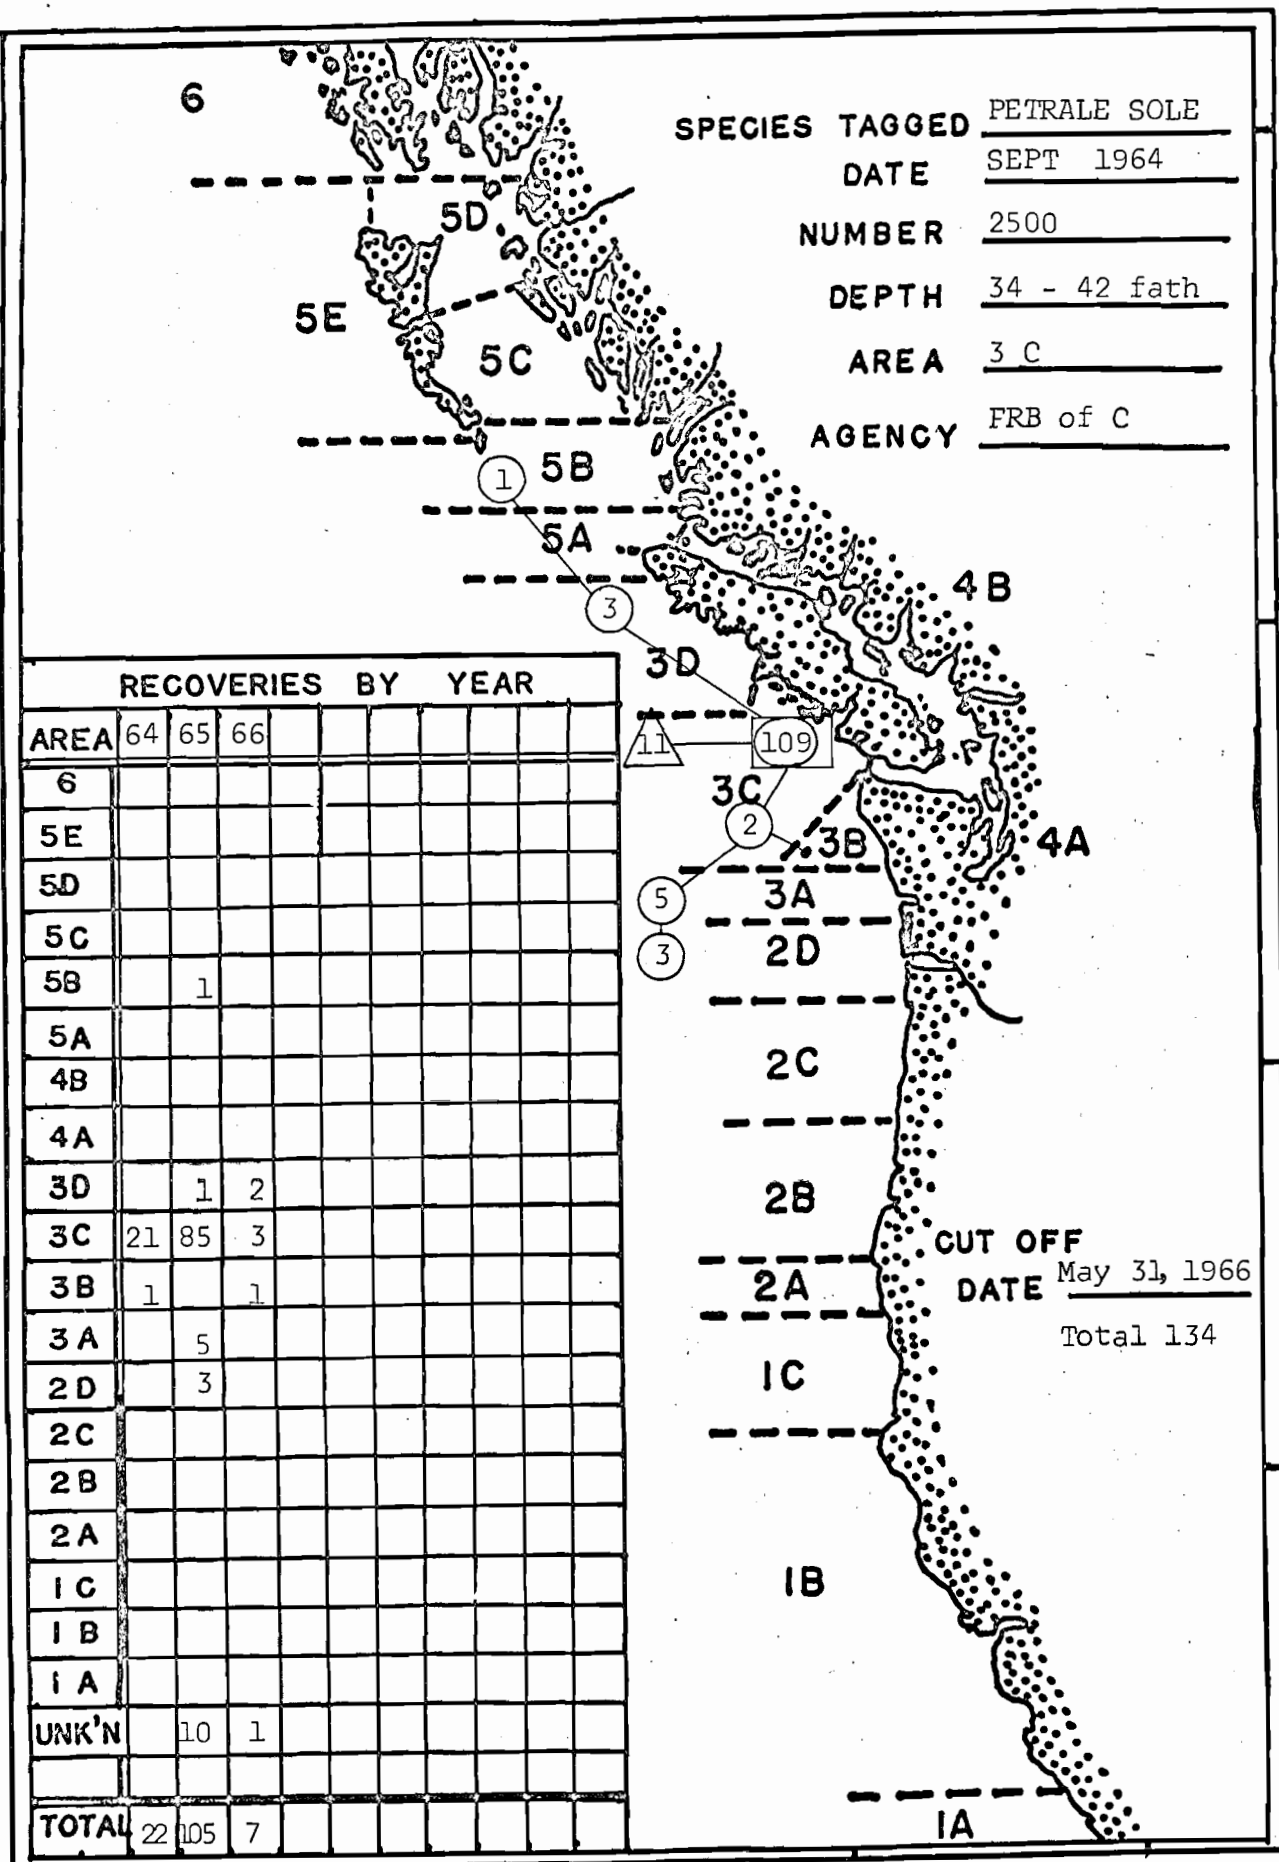 6
SPECIES TAGGED PETRALE SOLE
DATE SEPT 1964
NUMBER 2500
DEPTH 34 - 42 fath
AREA 3 C
AGENCY FRB of C
5D
5E
5C
5B
1
5A
3
4B
3D
11
109
3C
2
3B
4A
5
3A
3
2D
2C
2B
2A
1C
1B
1A
CUT OFF
DATE May 31, 1966
Total 134
RECOVERIES BY YEAR
AREA 64 65 66
6
5E
5D
5C
5B 1
5A
4B
4A
3D 1 2
3C 21 85 3
3B 1 1
3A 5
2D 3
2C
2B
2A
1C
1B
1A
UNK'N 10 1
TOTAL 22 105 7